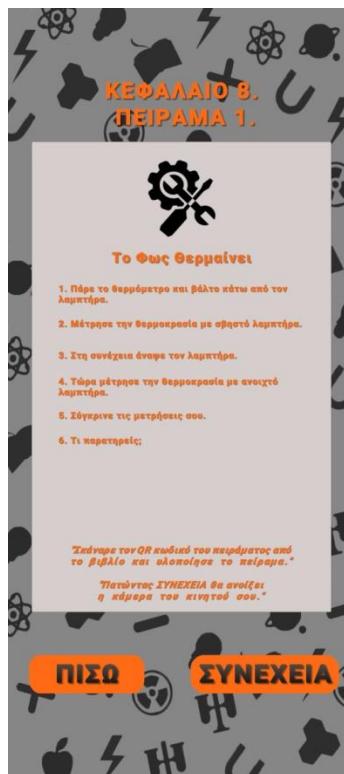 ΚΕΦΑΛΑΙΟ 8.
ΠΕΙΡΑΜΑ 1.
Το Φως Θερμαίνει
1. Πάρε το θερμόμετρο και βάλτο κάτω από τον
λαμπτήρα.
2. Μέτρησε την θερμοκρασία με σβηστό λαμπτήρα.
3. Στη συνέχεια άναψε τον λαμπτήρα.
4. Τώρα μέτρησε την θερμοκρασία με ανοιχτό
λαμπτήρα.
5. Σύγκρινε τις μετρήσεις σου.
6. Τι παρατηρείς;
"Σκάναρε τον QR κωδικό του πειράματος από
το βιβλίο και υλοποίησε το πείραμα."
"Πατώντας ΣΥΝΕΧΕΙΑ θα ανοίξει
η κάμερα του κινητού σου."
ΠΙΣΩ
ΣΥΝΕΧΕΙΑ